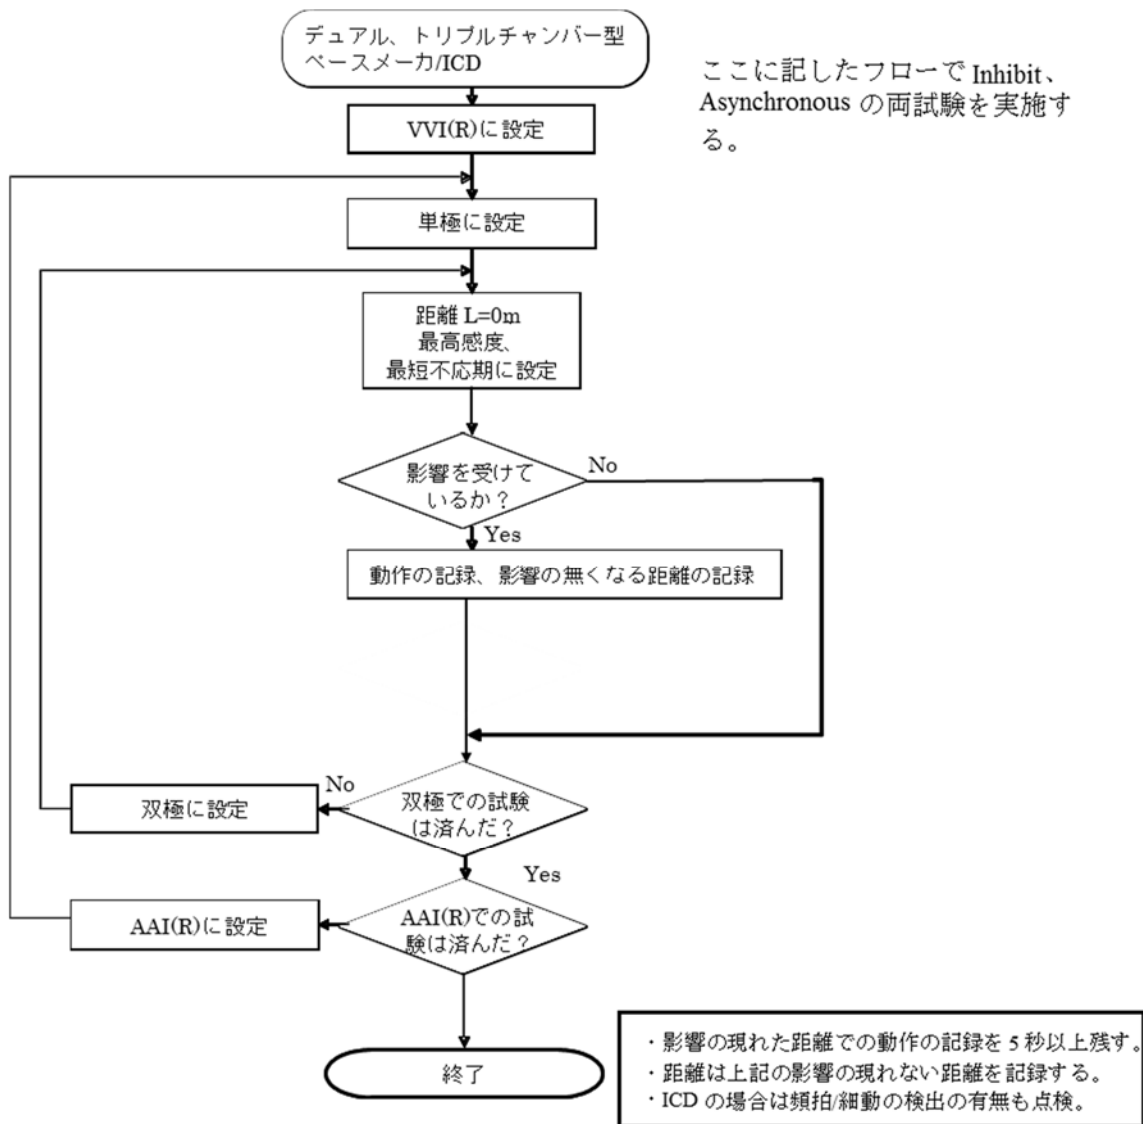 デュアル、トリプルチャンバー型
ペースメーカ/ICD
ここに記したフローで Inhibit、
Asynchronous の両試験を実施す
る。
VVI(R)に設定
単極に設定
距離 L=0m
最高感度、
最短不応期に設定
影響を受けて
いるか？
No
Yes
動作の記録、影響の無くなる距離の記録
双極での試験
は済んだ？
No
双極に設定
Yes
AAI(R)での試
験は済んだ？
AAI(R)に設定
終了
・影響の現れた距離での動作の記録を 5 秒以上残す。
・距離は上記の影響の現れない距離を記録する。
・ICD の場合は頻拍/細動の検出の有無も点検。